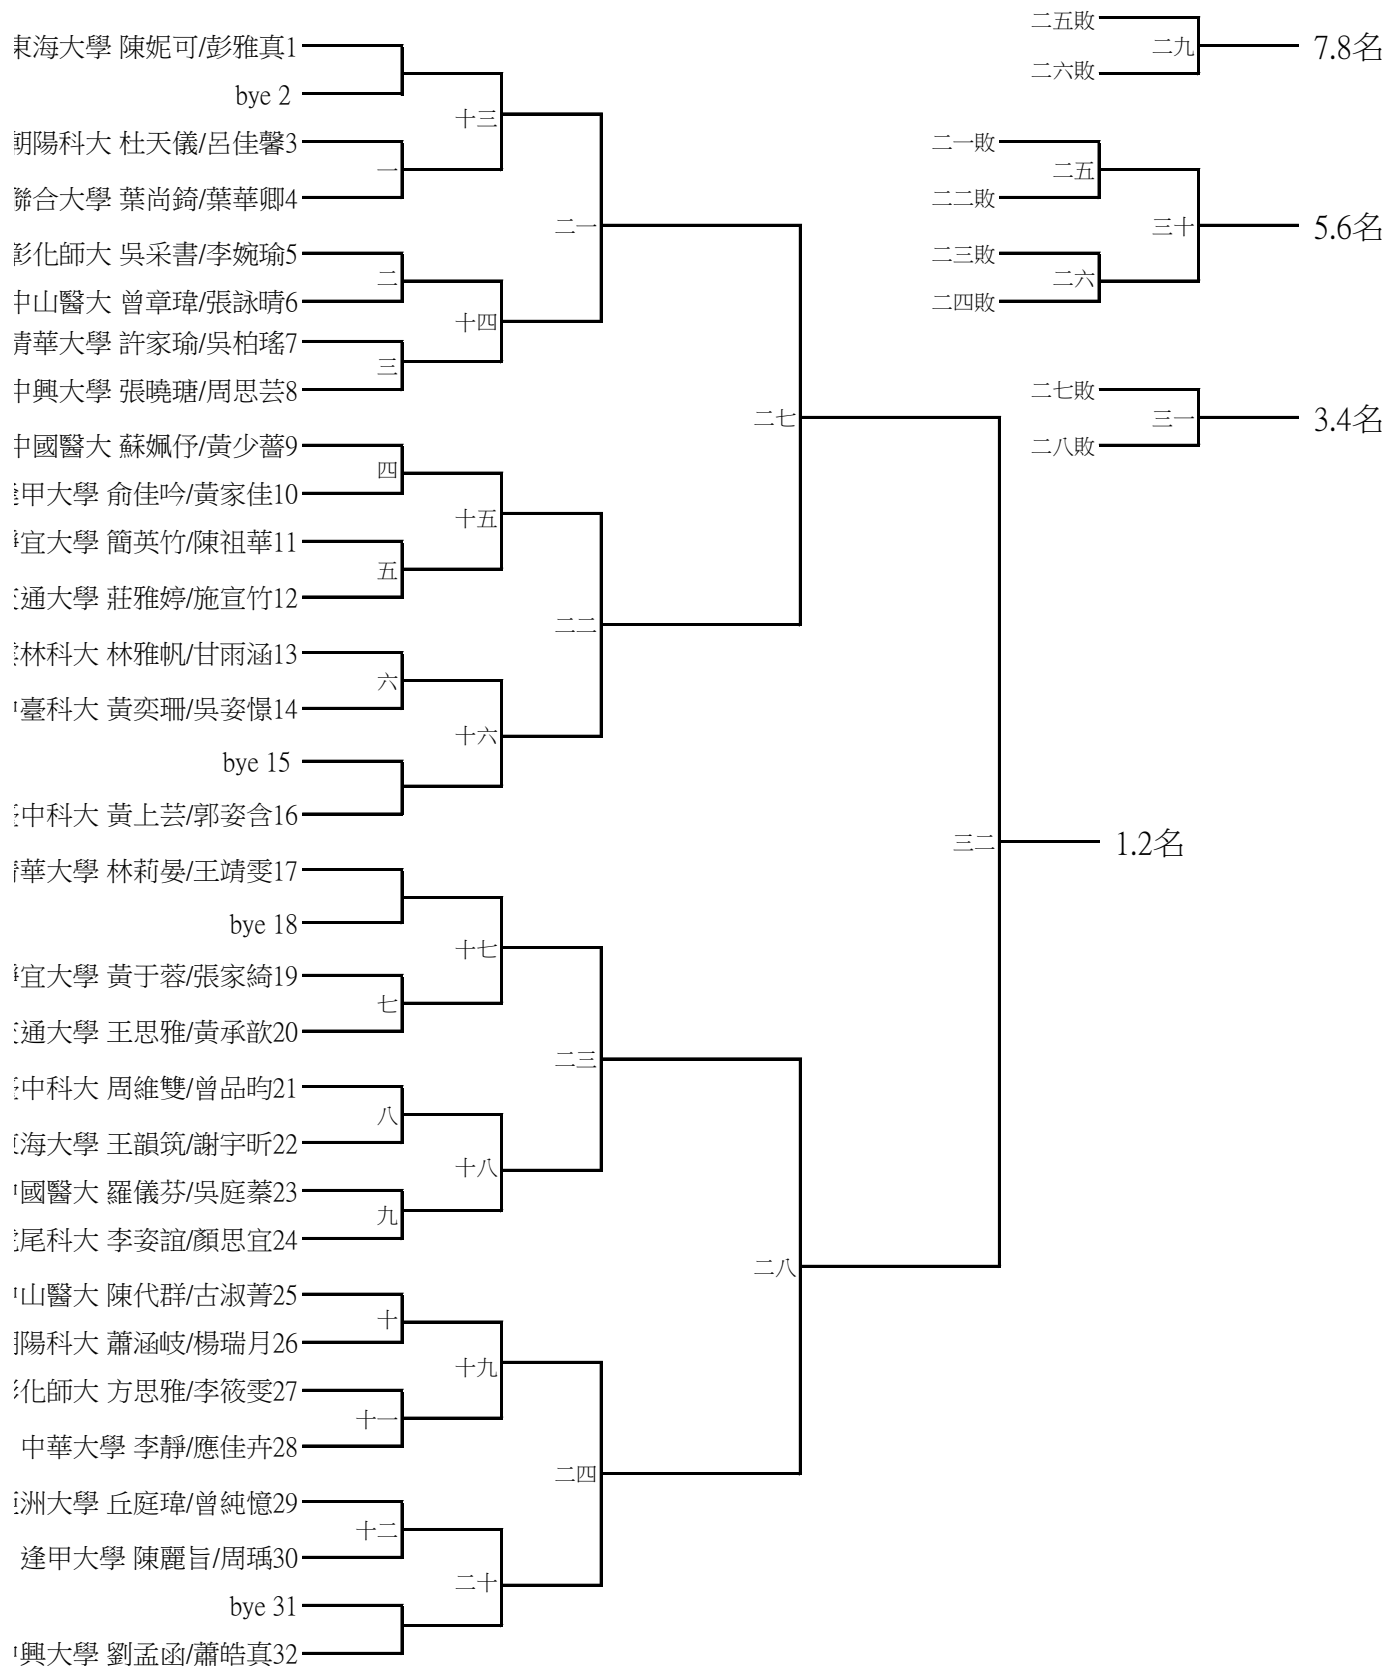 東海大學 陳妮可/彭雅真1
bye 2
朝陽科大 杜天儀/呂佳馨3
聯合大學 葉尚錡/葉華卿4
彰化師大 吳采書/李婉瑜5
中山醫大 曾章瑋/張詠晴6
清華大學 許家瑜/吳柏瑤7
中興大學 張曉瑭/周思芸8
中國醫大 蘇姵伃/黃少薔9
逢甲大學 俞佳吟/黃家佳10
靜宜大學 簡英竹/陳祖華11
交通大學 莊雅婷/施宣竹12
雲林科大 林雅帆/甘雨涵13
中臺科大 黃奕珊/吳姿憬14
bye 15
臺中科大 黃上芸/郭姿含16
清華大學 林莉晏/王靖雯17
bye 18
靜宜大學 黃于蓉/張家綺19
交通大學 王思雅/黃承歆20
臺中科大 周維雙/曾品昀21
東海大學 王韻筑/謝宇昕22
中國醫大 羅儀芬/吳庭蓁23
虎尾科大 李姿誼/顏思宜24
中山醫大 陳代群/古淑菁25
朝陽科大 蕭涵岐/楊瑞月26
彰化師大 方思雅/李筱雯27
中華大學 李靜/應佳卉28
亞洲大學 丘庭瑋/曾純憶29
逢甲大學 陳麗旨/周瑀30
bye 31
中興大學 劉孟函/蕭皓真32
一
二
三
四
五
六
七
八
九
十
十一
十二
十三
十四
十五
十六
十七
十八
十九
二十
二一
二二
二三
二四
二七
二八
三二
1.2名
二五敗
二六敗
二九
7.8名
二一敗
二二敗
二五
二三敗
二四敗
二六
三十
5.6名
二七敗
二八敗
三一
3.4名